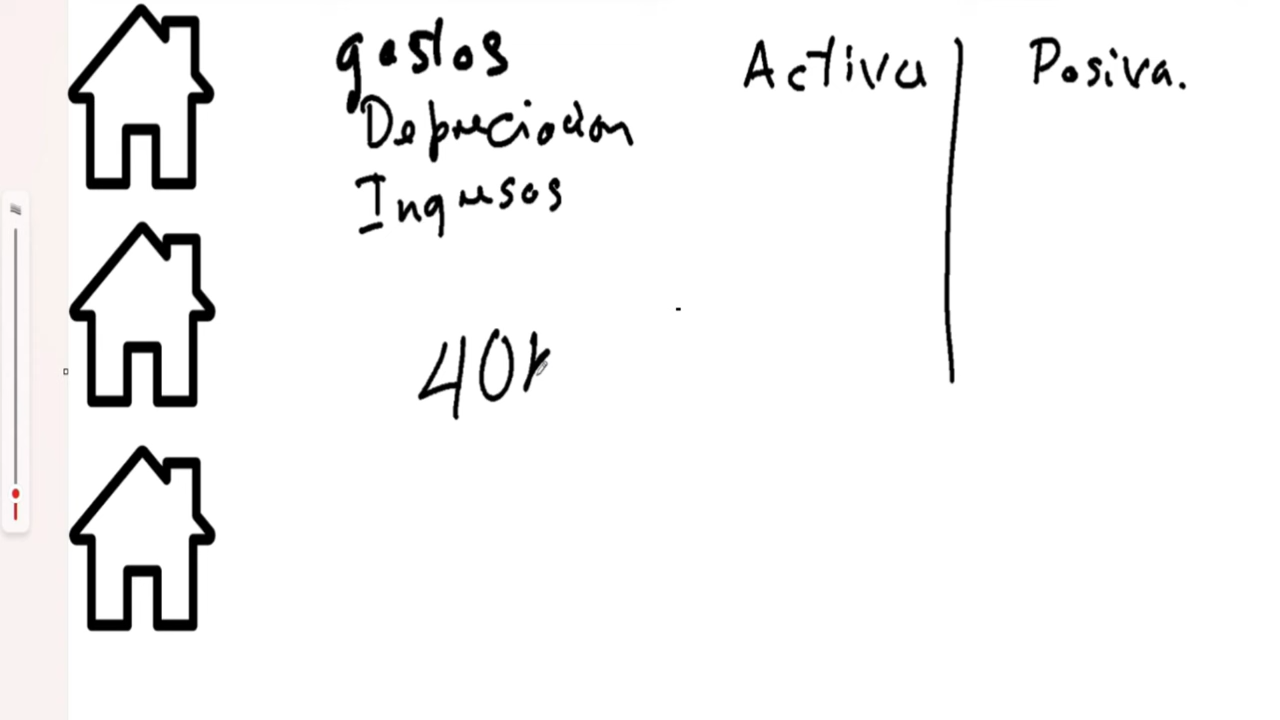 gastos
Depreciacion
Ingresos
Activa
Pasiva.
40k